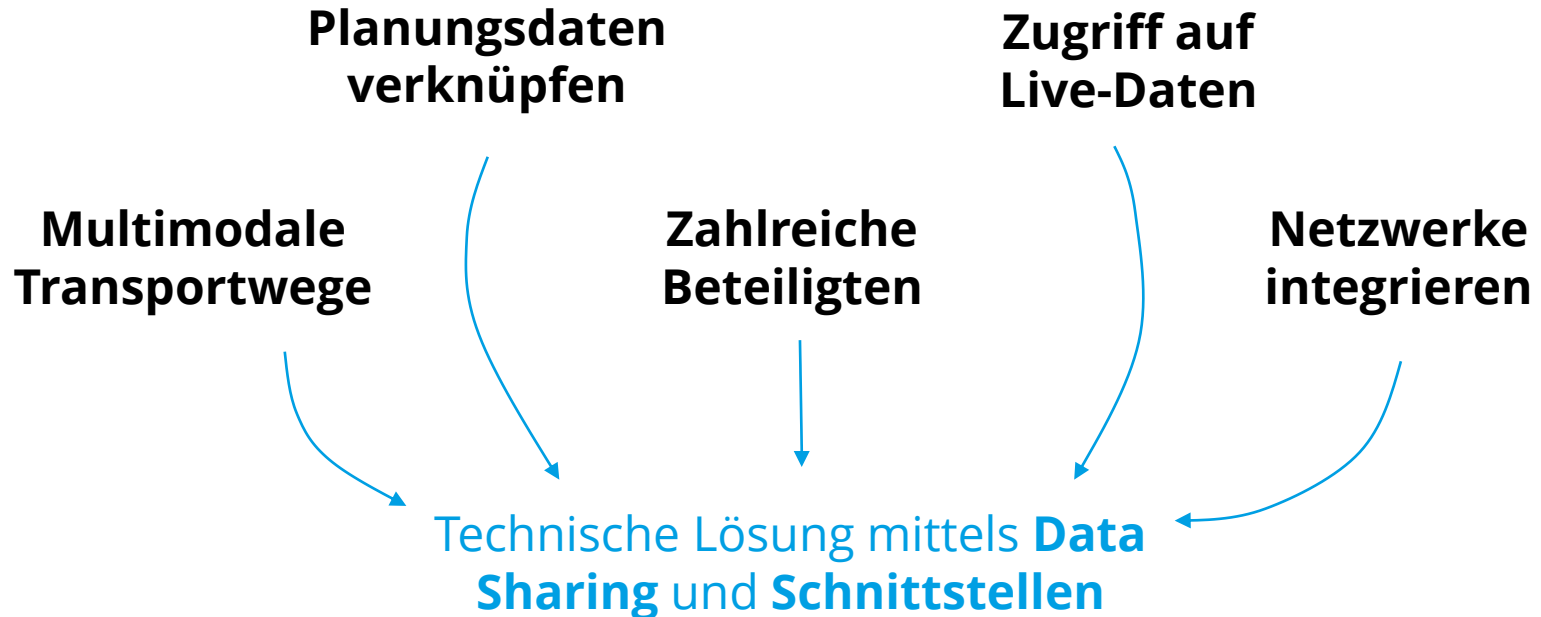 Planungsdaten
verknüpfen
Zugriff auf
Live-Daten
Multimodale
Transportwege
Zahlreiche
Beteiligten
Netzwerke
integrieren
Technische Lösung mittels Data
Sharing und Schnittstellen